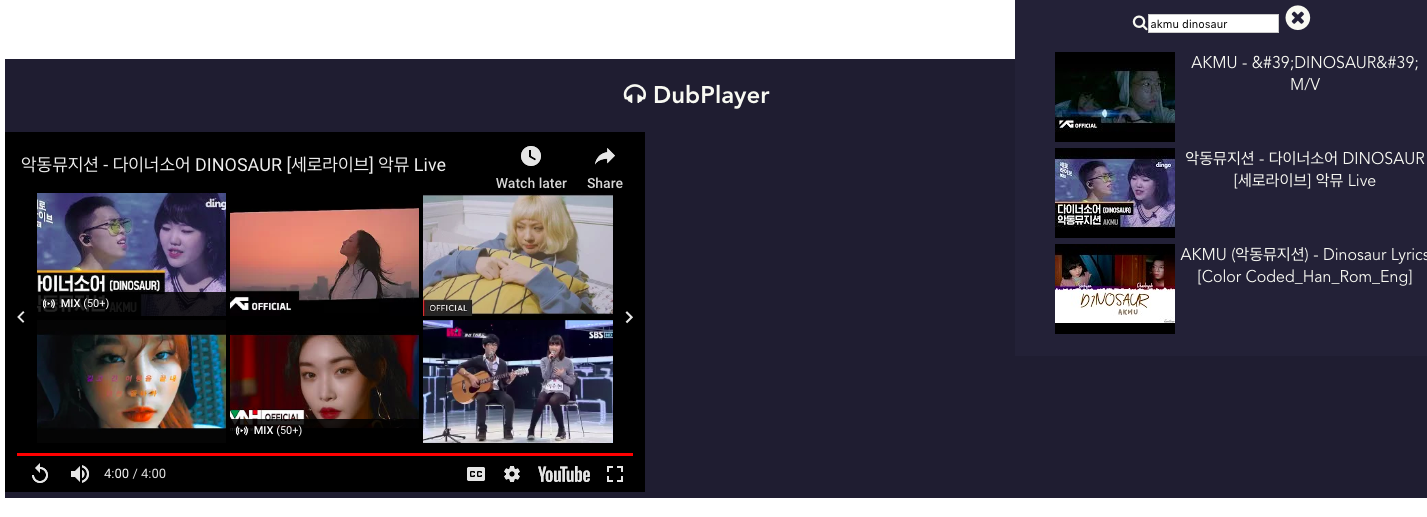 akmu dinosaur
DubPlayer
AKMU - &#39;DINOSAUR&#39;
M/V
OFFICIAL
악동뮤지션 - 다이너소어 DINOSAUR
[세로라이브] 악뮤 Live
dingo
다이너소어 (DINOSAUR)
악동뮤지션 AKMU
AKMU (악동뮤지션) - Dinosaur Lyrics
[Color Coded_Han_Rom_Eng]
DINOSAUR
AKMU
악동뮤지션 - 다이너소어 DINOSAUR [세로라이브] 악뮤 Live
Watch later
Share
ding
다이너소어 (DINOSAUR)
AKMU
MIX (50+)
OFFICIAL
OFFICIAL
OFFICIAL
MIX (50+)
SBS
4:00 / 4:00
CC
YouTube